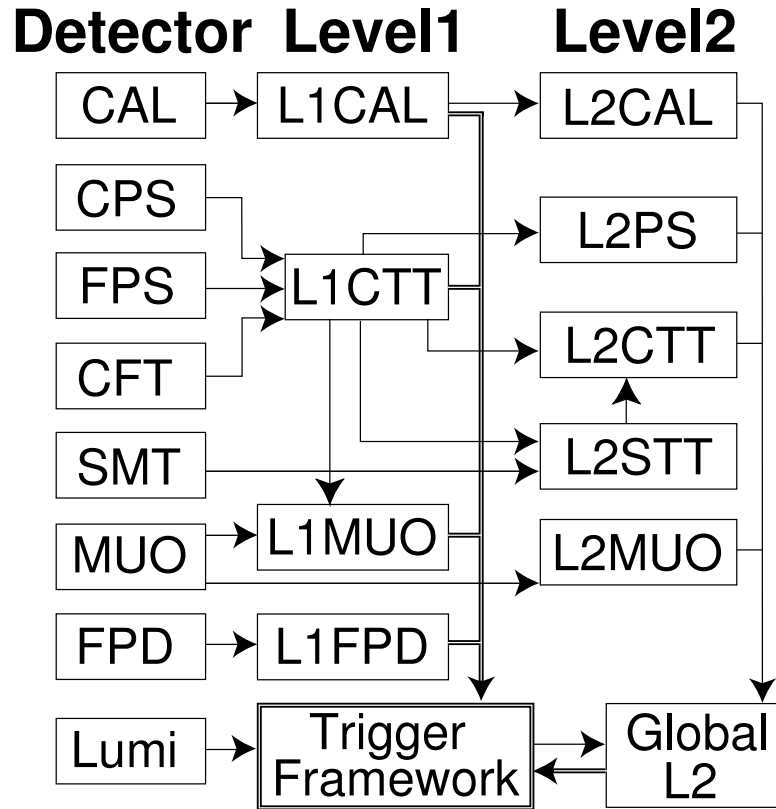 Detector Level1 Level2
CAL L1CAL L2CAL
CPS L2PS
FPS L1CTT
CFT L2CTT
SMT L2STT
MUO L1MUO L2MUO
FPD L1FPD
Lumi Trigger Global
Framework L2